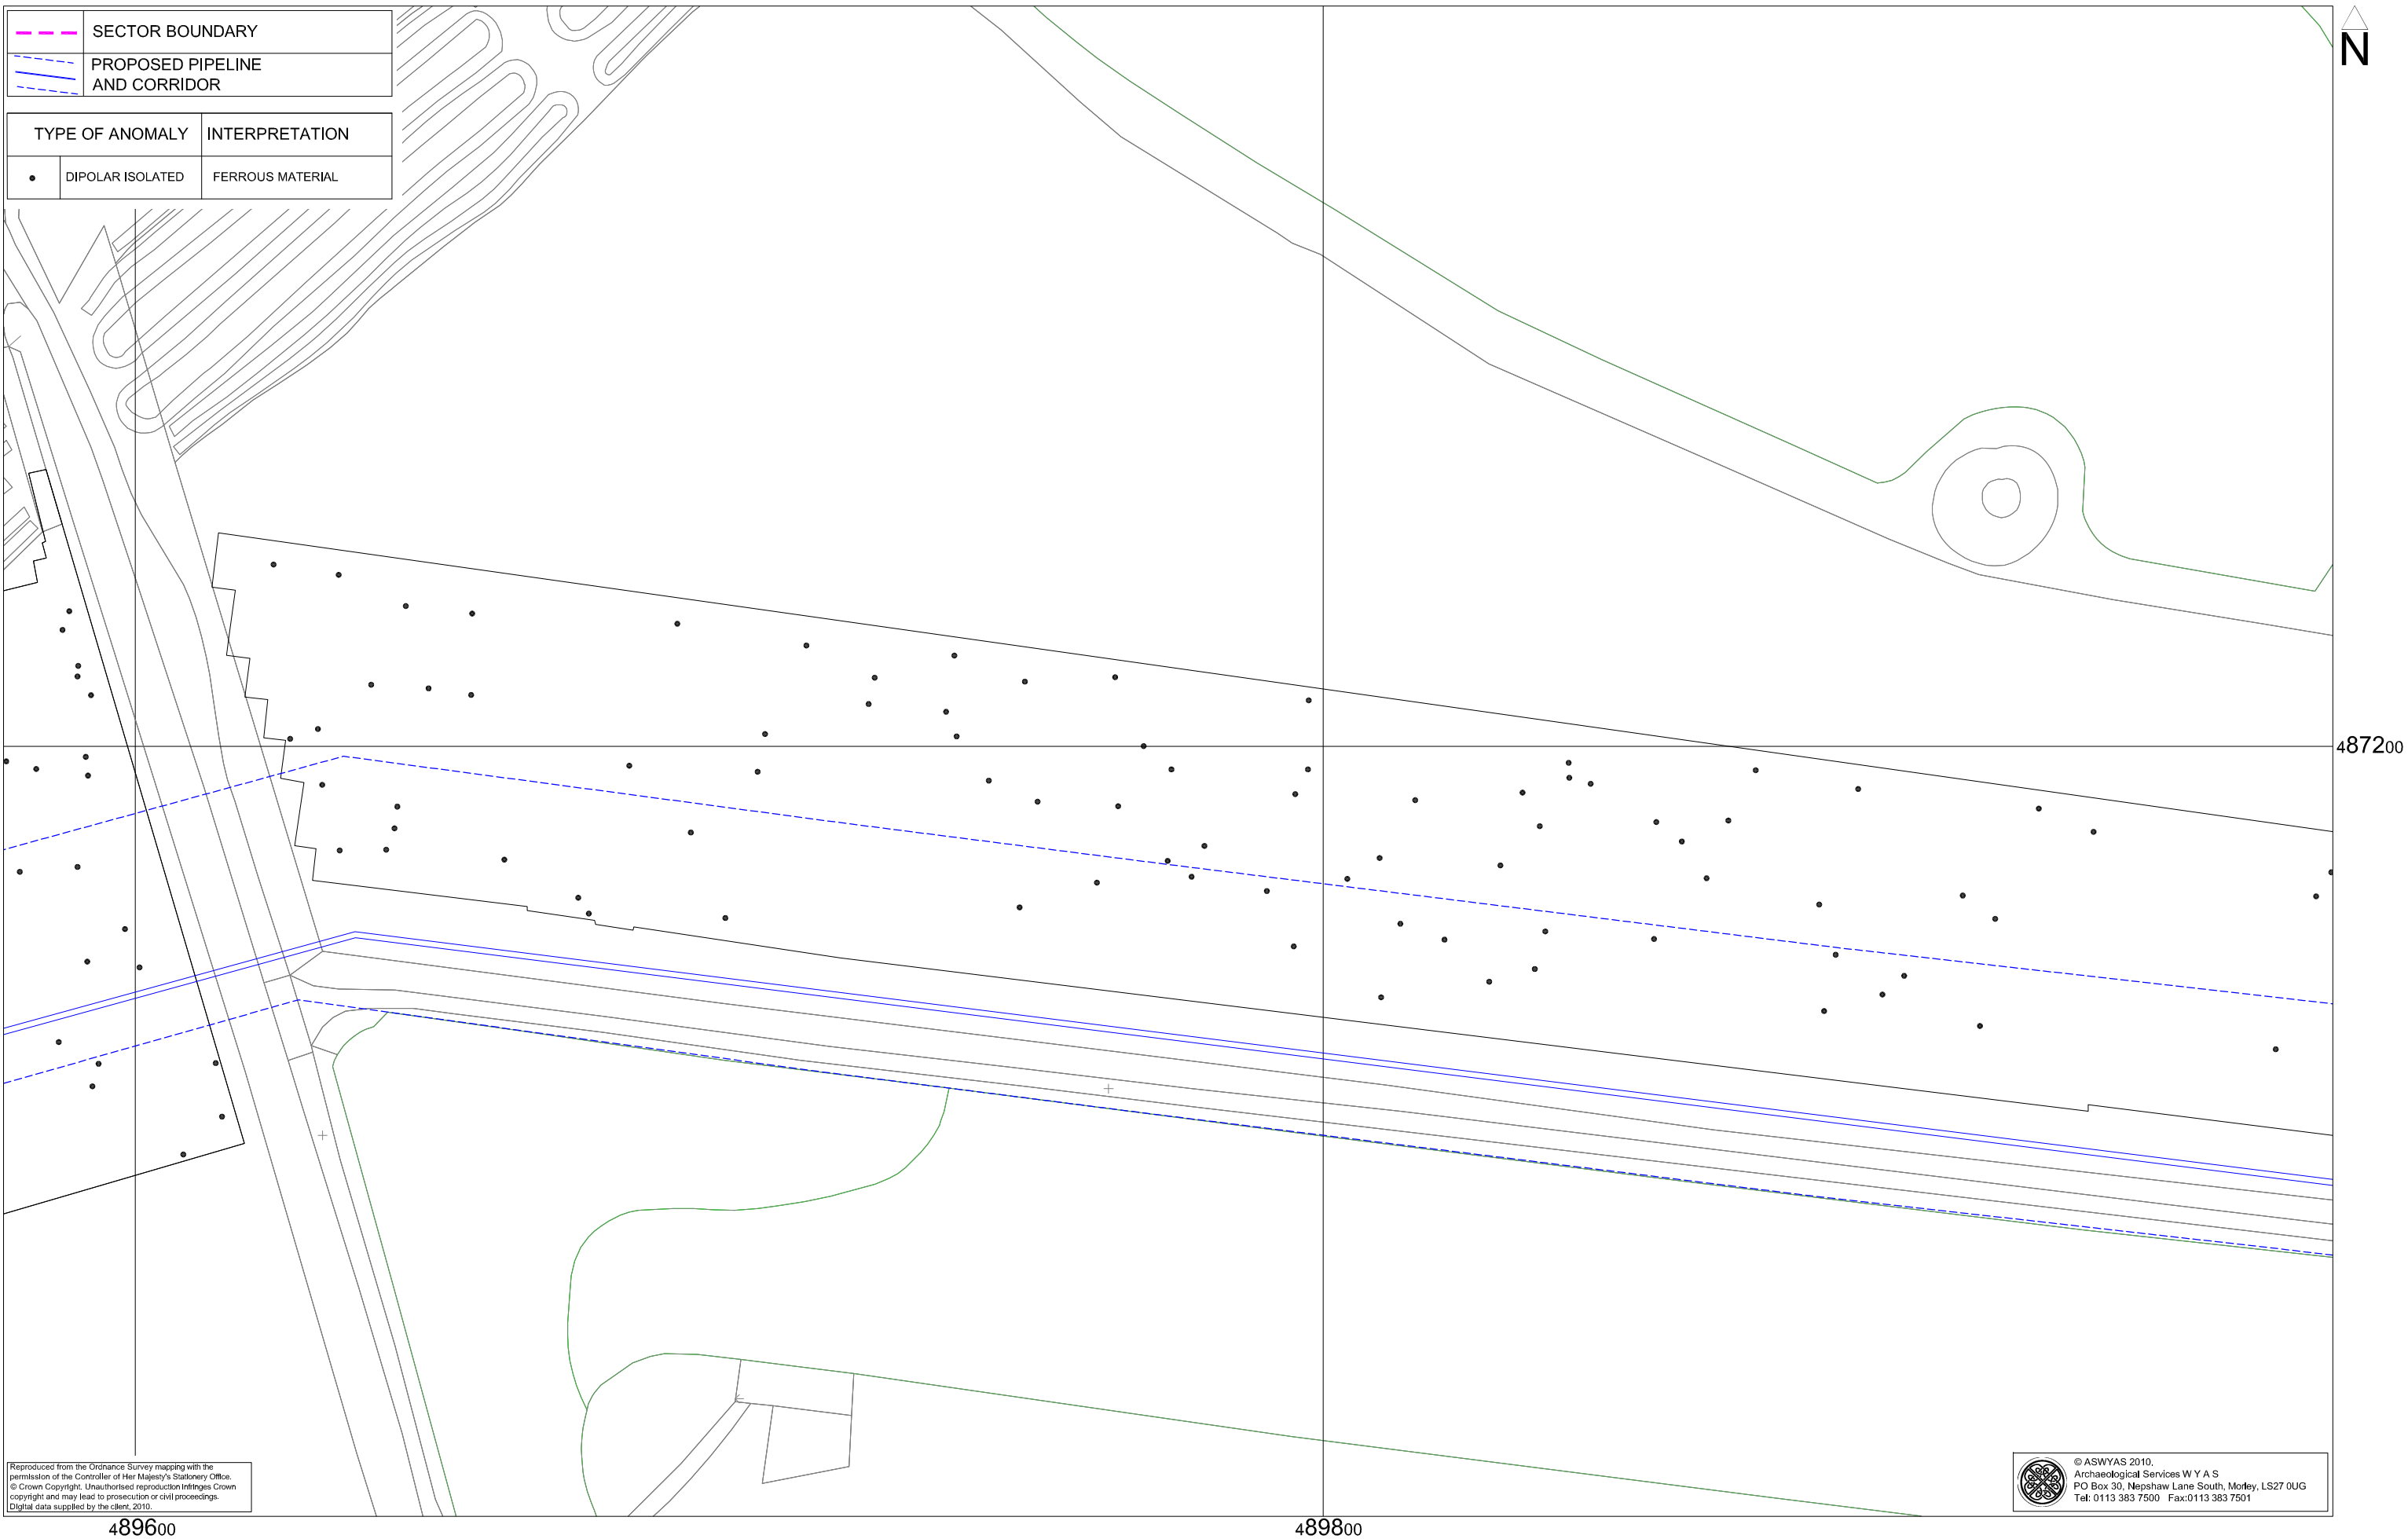 SECTOR BOUNDARY
PROPOSED PIPELINE
AND CORRIDOR
TYPE OF ANOMALY INTERPRETATION
DIPOLAR ISOLATED FERROUS MATERIAL
N
487200
Reproduced from the Ordnance Survey mapping with the
permission of the Controller of Her Majesty's Stationery Office.
© Crown Copyright. Unauthorised reproduction infringes Crown
copyright and may lead to prosecution or civil proceedings.
Digital data supplied by the client, 2010.
© ASWYAS 2010.
Archaeological Services W Y A S
PO Box 30, Nepshaw Lane South, Morley, LS27 0UG
Tel: 0113 383 7500 Fax:0113 383 7501
489600
489800